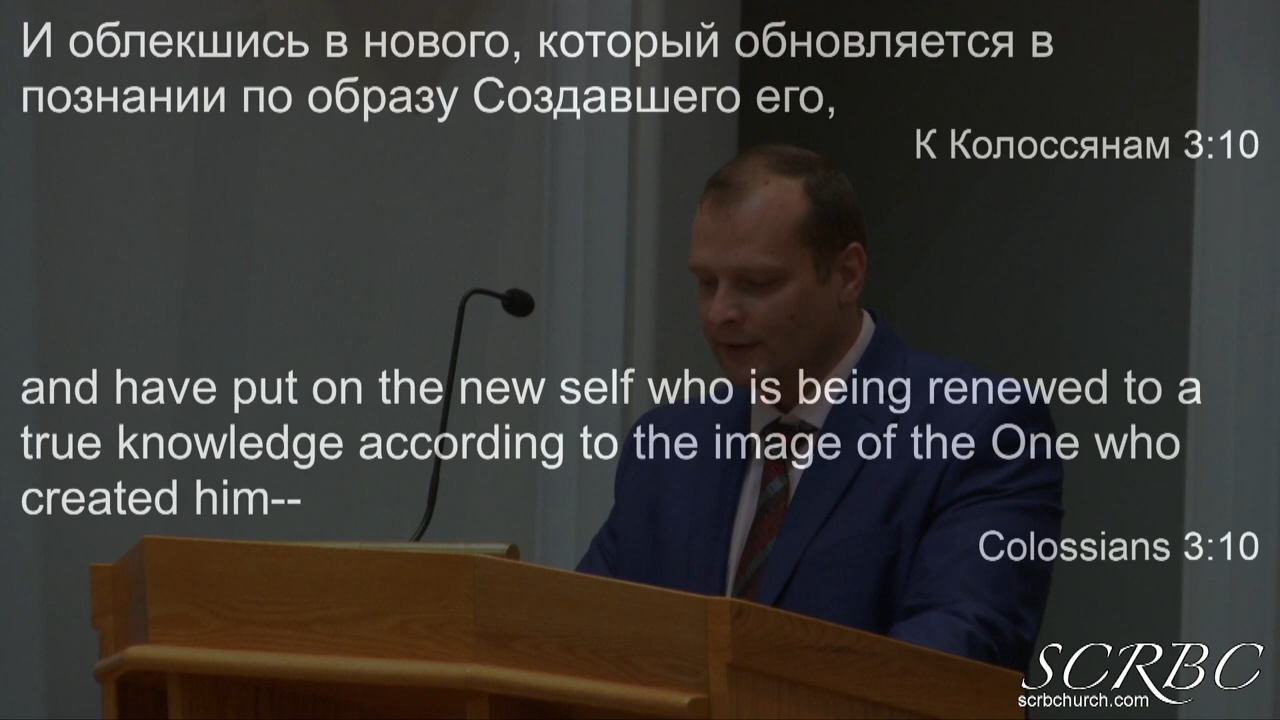 И облекшись в нового, который обновляется в
познании по образу Создавшего его,
К Колоссянам 3:10
and have put on the new self who is being renewed to a
true knowledge according to the image of the One who
created him--
Colossians 3:10
SCRBC
scrbchurch.com